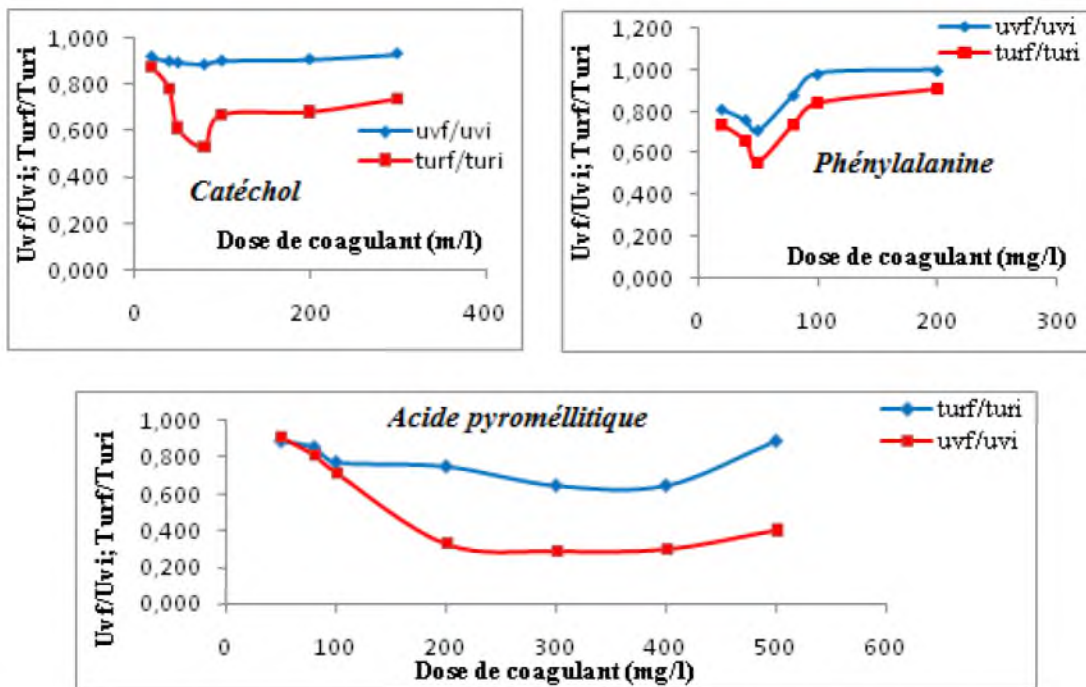 Uvf/Uvi; Turf/Turi
1,000
0,800
0,600
0,400
0,200
0,000
uvf/uvi
turf/turi
Catéchol
Dose de coagulant (m/l)
0
200
400
Uvf/Uvi; Turf/Turi
1,200
1,000
0,800
0,600
0,400
0,200
0,000
uvf/uvi
turf/turi
Phénylalanine
Dose de coagulant (mg/l)
0
100
200
300
Uvf/Uvi; Turf/Turi
1,000
0,800
0,600
0,400
0,200
0,000
Acide pyroméllitique
turf/turi
uvf/uvi
0
100
200
300
400
500
600
Dose de coagulant (mg/l)